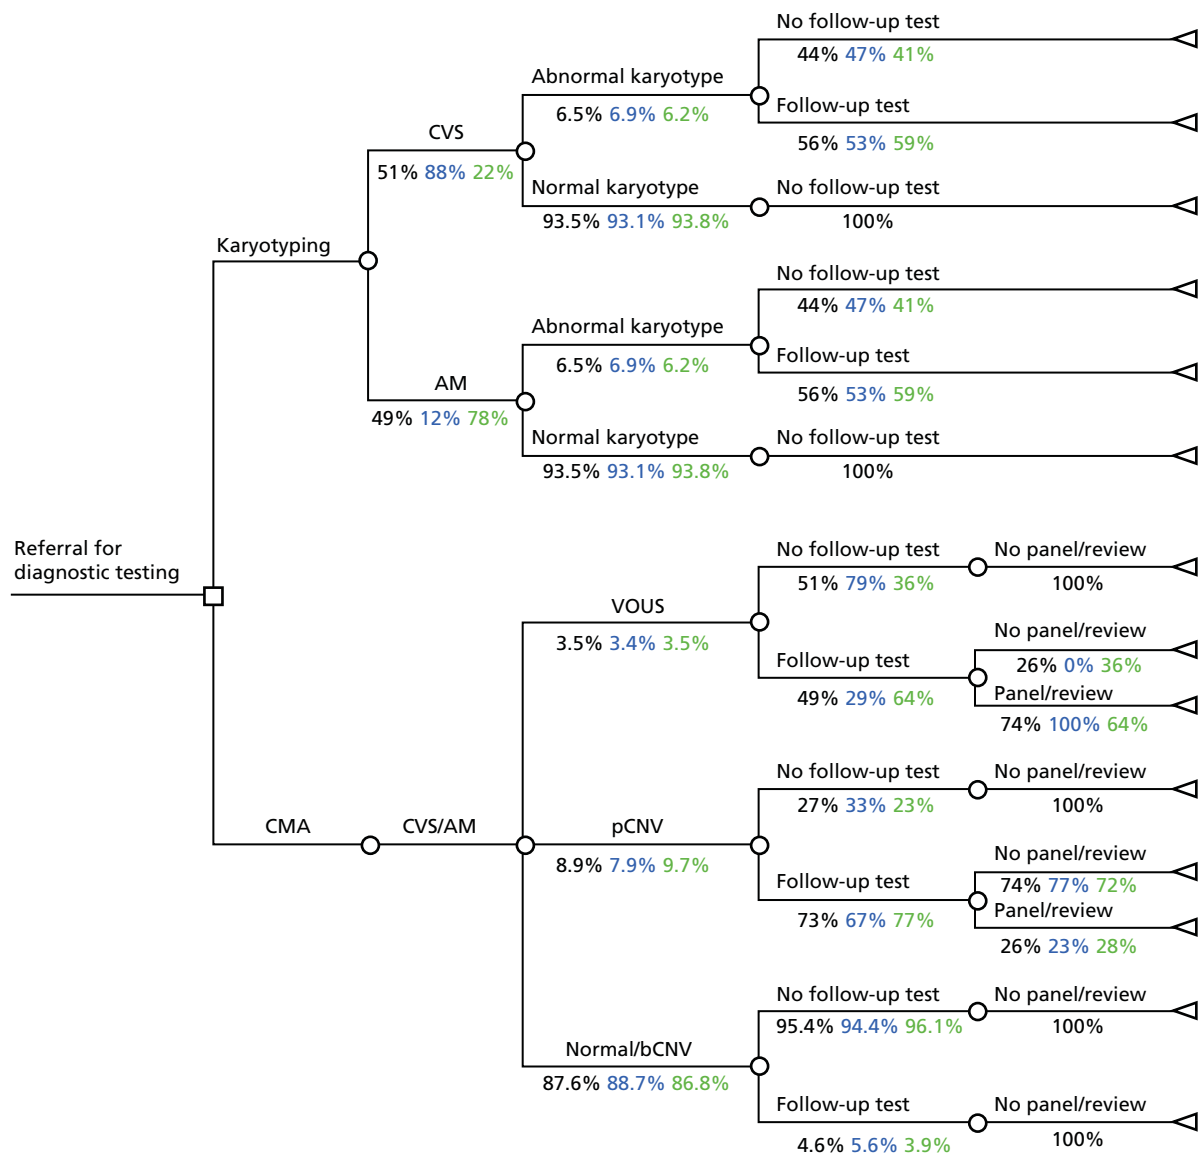 No follow-up test
44% 47% 41%
Abnormal karyotype
6.5% 6.9% 6.2%
Follow-up test
56% 53% 59%
CVS
51% 88% 22%
Normal karyotype
93.5% 93.1% 93.8%
No follow-up test
100%
Karyotyping
No follow-up test
44% 47% 41%
Abnormal karyotype
6.5% 6.9% 6.2%
Follow-up test
56% 53% 59%
AM
49% 12% 78%
Normal karyotype
93.5% 93.1% 93.8%
No follow-up test
100%
Referral for
diagnostic testing
No follow-up test
51% 79% 36%
No panel/review
100%
VOUS
3.5% 3.4% 3.5%
Follow-up test
49% 29% 64%
No panel/review
26% 0% 36%
Panel/review
74% 100% 64%
No follow-up test
27% 33% 23%
No panel/review
100%
CMA
CVS/AM
pCNV
8.9% 7.9% 9.7%
Follow-up test
73% 67% 77%
No panel/review
74% 77% 72%
Panel/review
26% 23% 28%
No follow-up test
95.4% 94.4% 96.1%
No panel/review
100%
Normal/bCNV
87.6% 88.7% 86.8%
Follow-up test
4.6% 5.6% 3.9%
No panel/review
100%